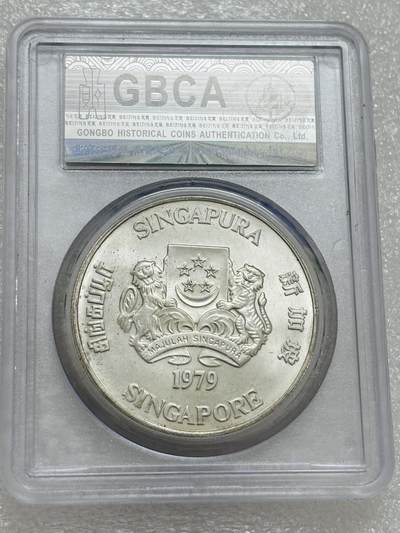 GBCA
GONGBO HISTORICAL COINS AUTHENTICATION Co., Ltd.
SINGAPURA
சிங்கப்பூர்
新加坡
MAJULAH SINGAPURA
1979
SINGAPORE